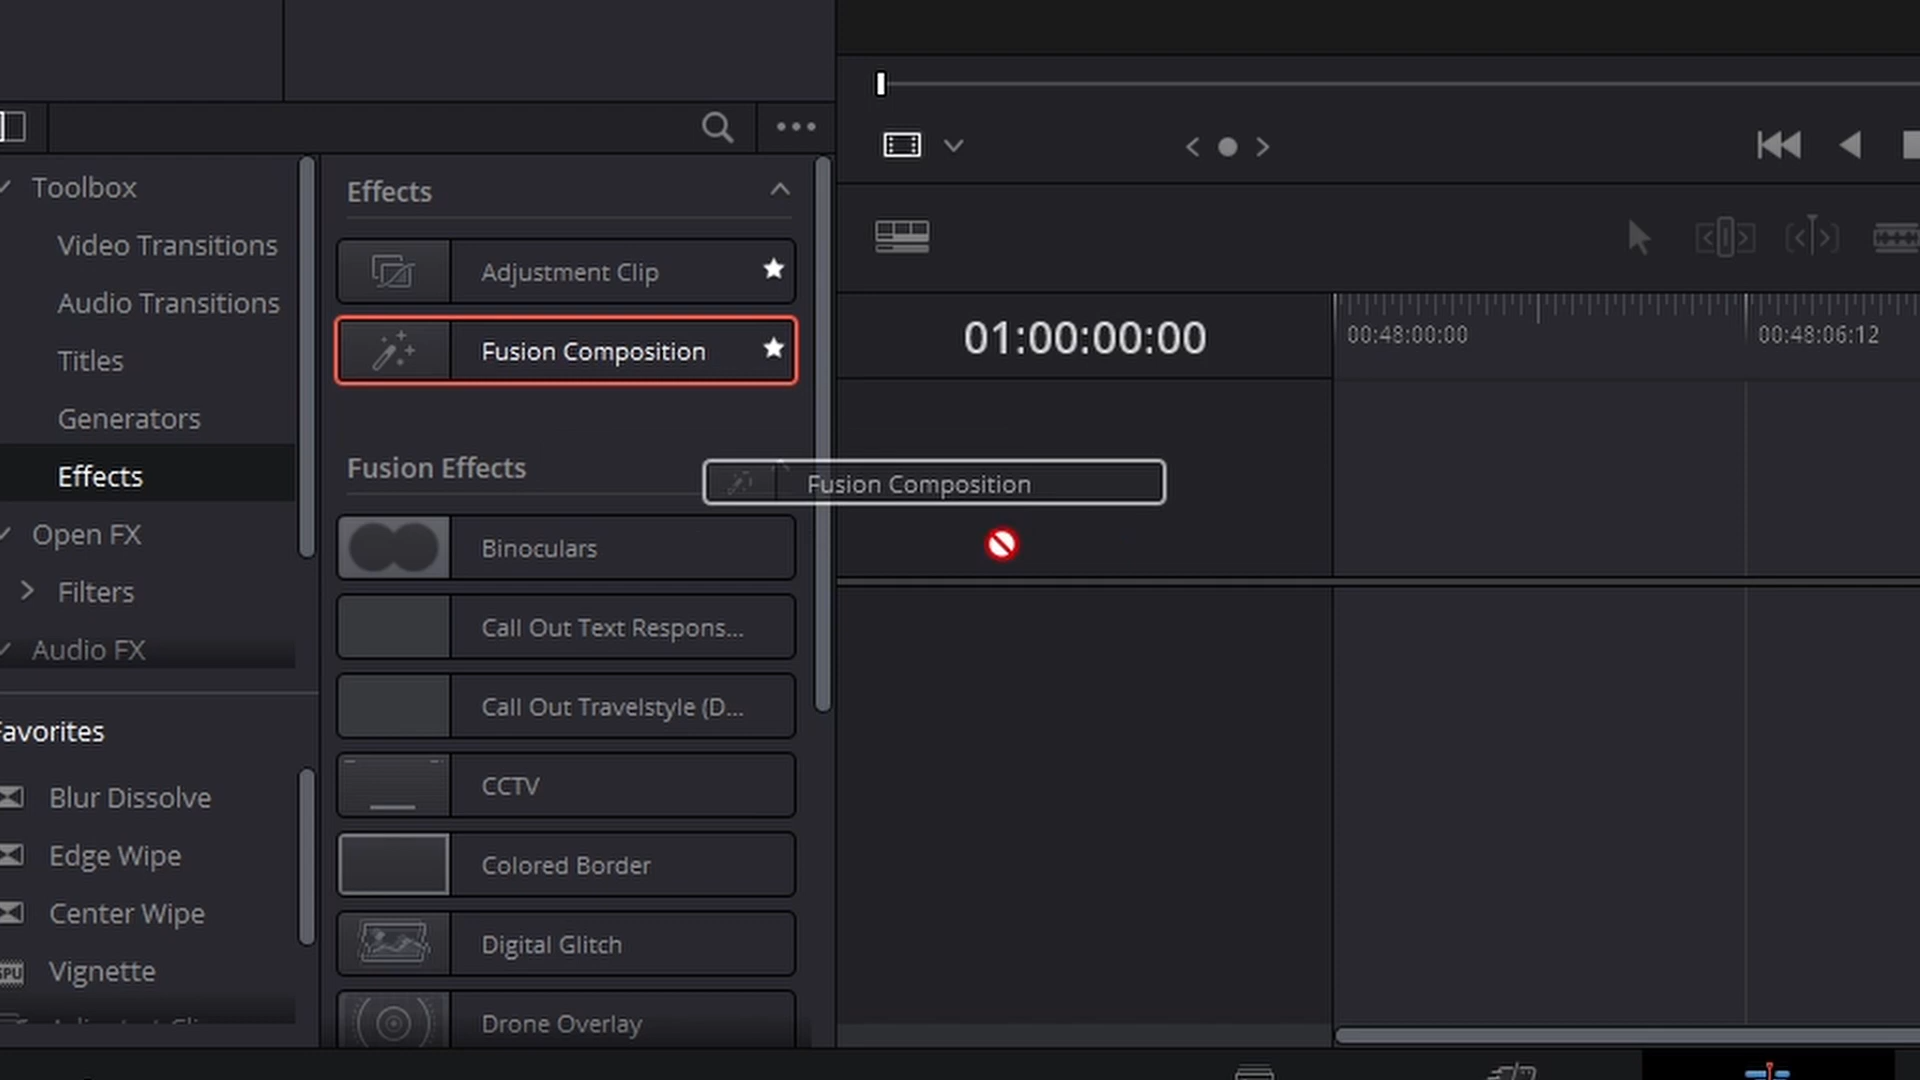 Toolbox
Video Transitions
Audio Transitions
Titles
Generators
Effects
Open FX
Filters
Audio FX
Favorites
Blur Dissolve
Edge Wipe
Center Wipe
Vignette
Effects
Adjustment Clip
Fusion Composition
Fusion Effects
Fusion Composition
Binoculars
Call Out Text Respons...
Call Out Travelstyle (D...
CCTV
Colored Border
Digital Glitch
Drone Overlay
01:00:00:00
00:48:00:00
00:48:06:12